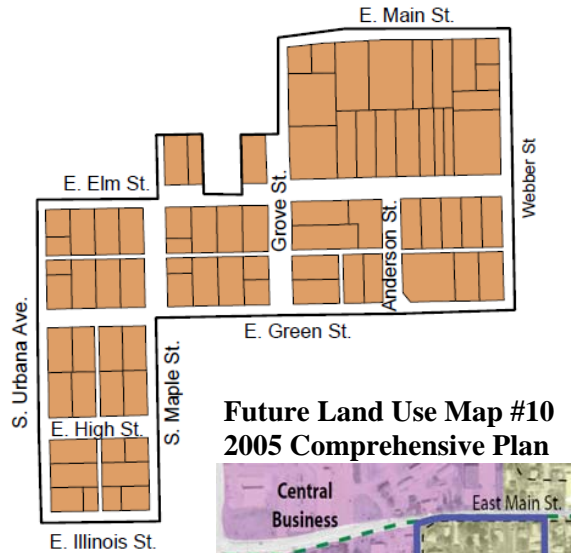 E. Main St.
Webber St
E. Elm St.
Grove St.
Anderson St.
S. Urbana Ave.
S. Maple St.
E. Green St.
E. High St.
E. Illinois St.
Future Land Use Map #10
2005 Comprehensive Plan
Central
Business
East Main St.